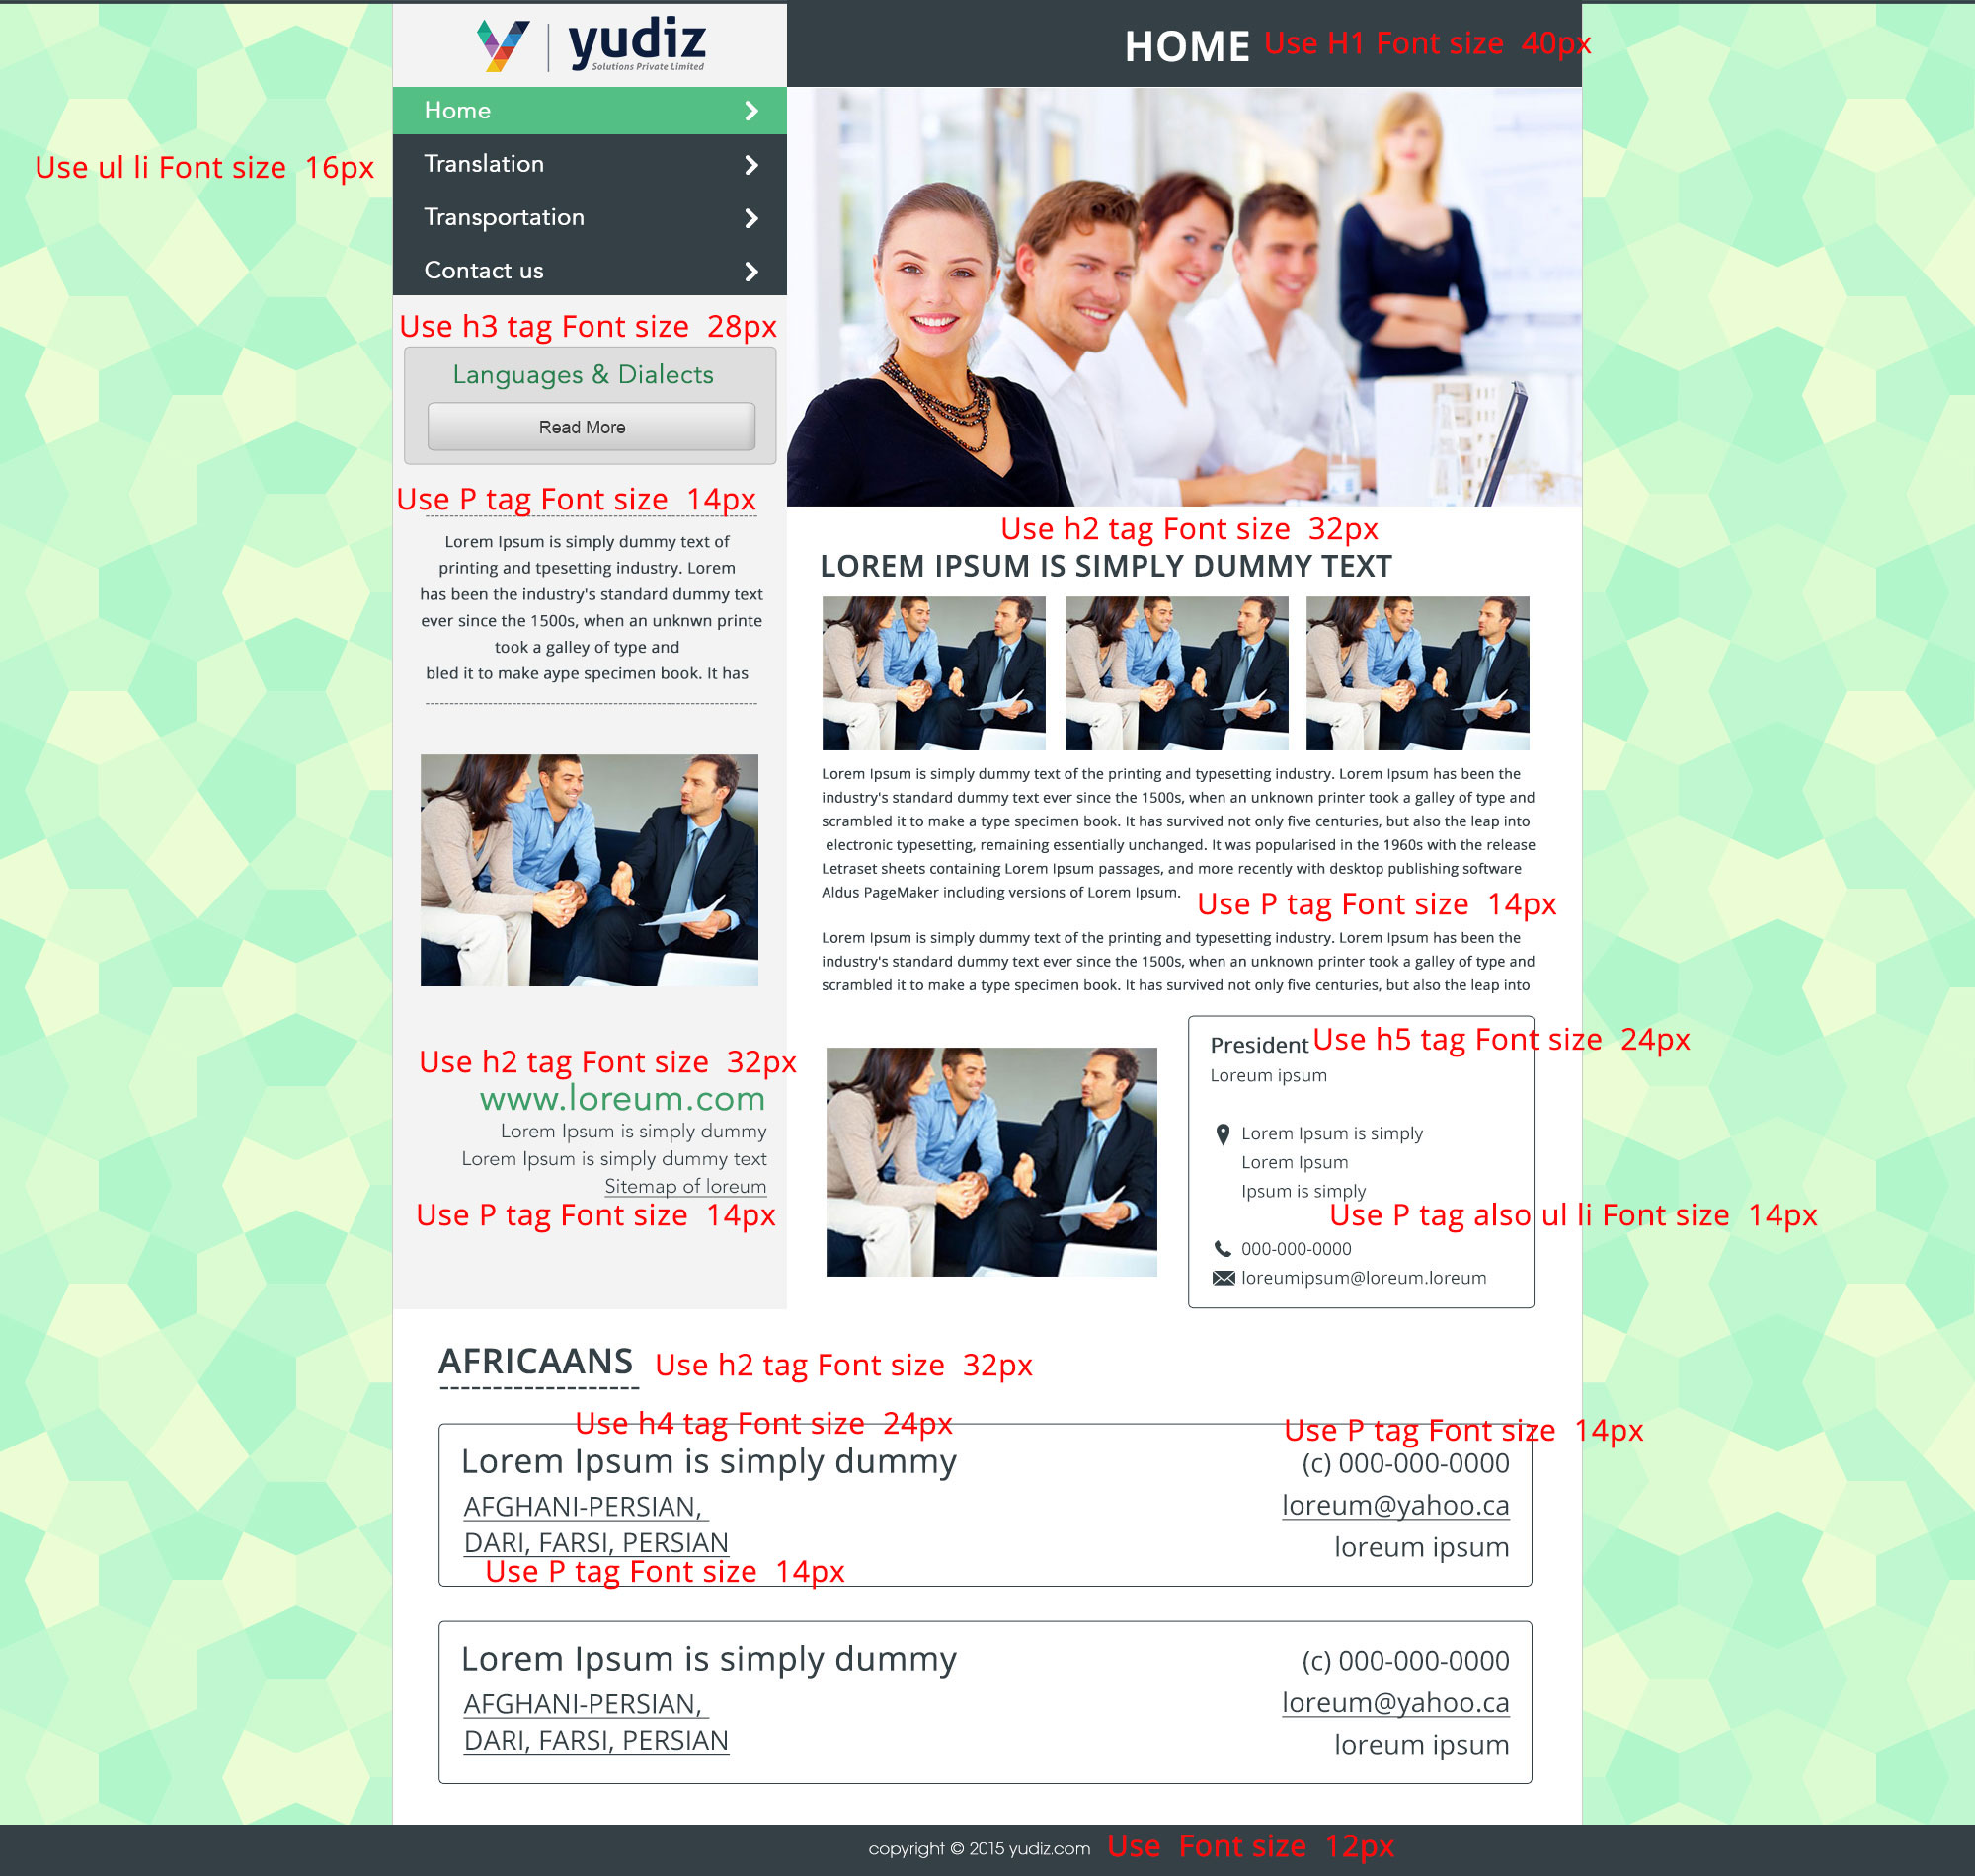 yudiz
Solutions Private Limited
HOME Use H1 Font size 40px
Home
Use ul li Font size 16px
Translation
Transportation
Contact us
Use h3 tag Font size 28px
Languages & Dialects
Read More
Use P tag Font size 14px
Lorem Ipsum is simply dummy text of
printing and tpesetting industry. Lorem
has been the industry's standard dummy text
ever since the 1500s, when an unknwn printe
took a galley of type and
bled it to make aype specimen book. It has
Use h2 tag Font size 32px
www.loreum.com
Lorem Ipsum is simply dummy
Lorem Ipsum is simply dummy text
Sitemap of loreum
Use P tag Font size 14px
Use h2 tag Font size 32px
LOREM IPSUM IS SIMPLY DUMMY TEXT
Lorem Ipsum is simply dummy text of the printing and typesetting industry. Lorem Ipsum has been the
industry's standard dummy text ever since the 1500s, when an unknown printer took a galley of type and
scrambled it to make a type specimen book. It has survived not only five centuries, but also the leap into
electronic typesetting, remaining essentially unchanged. It was popularised in the 1960s with the release
Letraset sheets containing Lorem Ipsum passages, and more recently with desktop publishing software
Aldus PageMaker including versions of Lorem Ipsum.
Use P tag Font size 14px
Lorem Ipsum is simply dummy text of the printing and typesetting industry. Lorem Ipsum has been the
industry's standard dummy text ever since the 1500s, when an unknown printer took a galley of type and
scrambled it to make a type specimen book. It has survived not only five centuries, but also the leap into
President Use h5 tag Font size 24px
Loreum ipsum
Lorem Ipsum is simply
Lorem Ipsum
Ipsum is simply
Use P tag also ul li Font size 14px
000-000-0000
loreumipsum@loreum.loreum
AFRICAANS Use h2 tag Font size 32px
Use h4 tag Font size 24px
Lorem Ipsum is simply dummy
AFGHANI-PERSIAN,
DARI, FARSI, PERSIAN
Use P tag Font size 14px
Use P tag Font size 14px
(c) 000-000-0000
loreum@yahoo.ca
loreum ipsum
Lorem Ipsum is simply dummy
AFGHANI-PERSIAN,
DARI, FARSI, PERSIAN
(c) 000-000-0000
loreum@yahoo.ca
loreum ipsum
copyright © 2015 yudiz.com Use Font size 12px